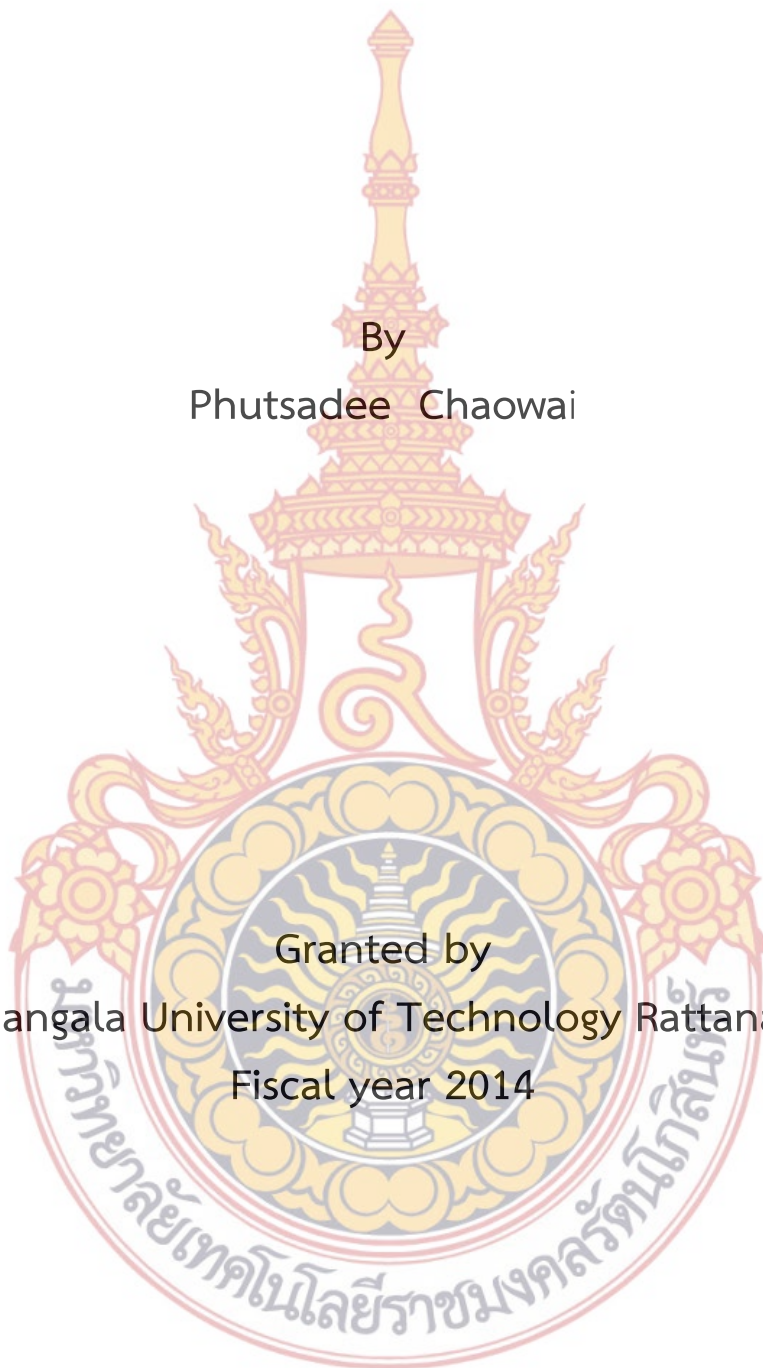 By
Phutsadee Chaowai
Granted by
angala University of Technology Rattana
Fiscal year 2014
มหาวิทยาลัยเทคโนโลยีราชมงคลรัตนโกสินทร์